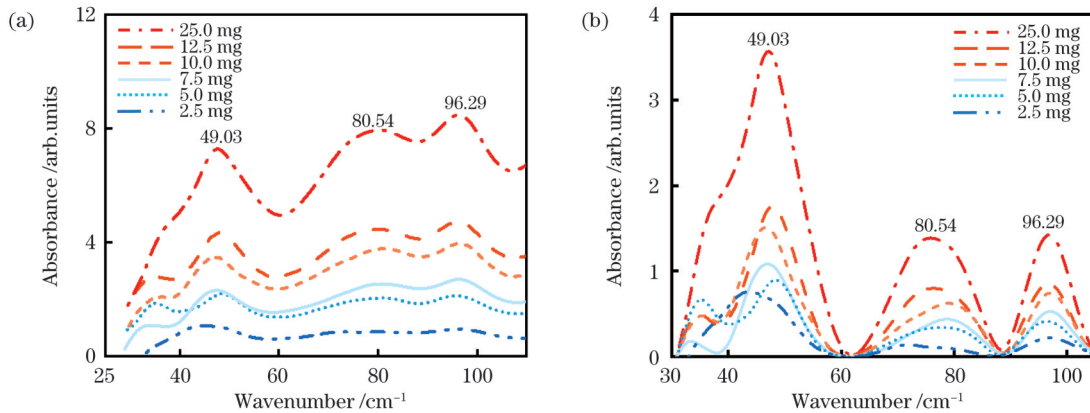 (a)
12
8
4
0
25
40
60
80
100
Absorbance /arb.units
Wavenumber /cm⁻¹
25.0 mg
12.5 mg
10.0 mg
7.5 mg
5.0 mg
2.5 mg
49.03
80.54
96.29
(b)
4
3
2
1
0
30
40
60
80
100
Absorbance /arb.units
Wavenumber /cm⁻¹
49.03
25.0 mg
12.5 mg
10.0 mg
7.5 mg
5.0 mg
2.5 mg
80.54
96.29